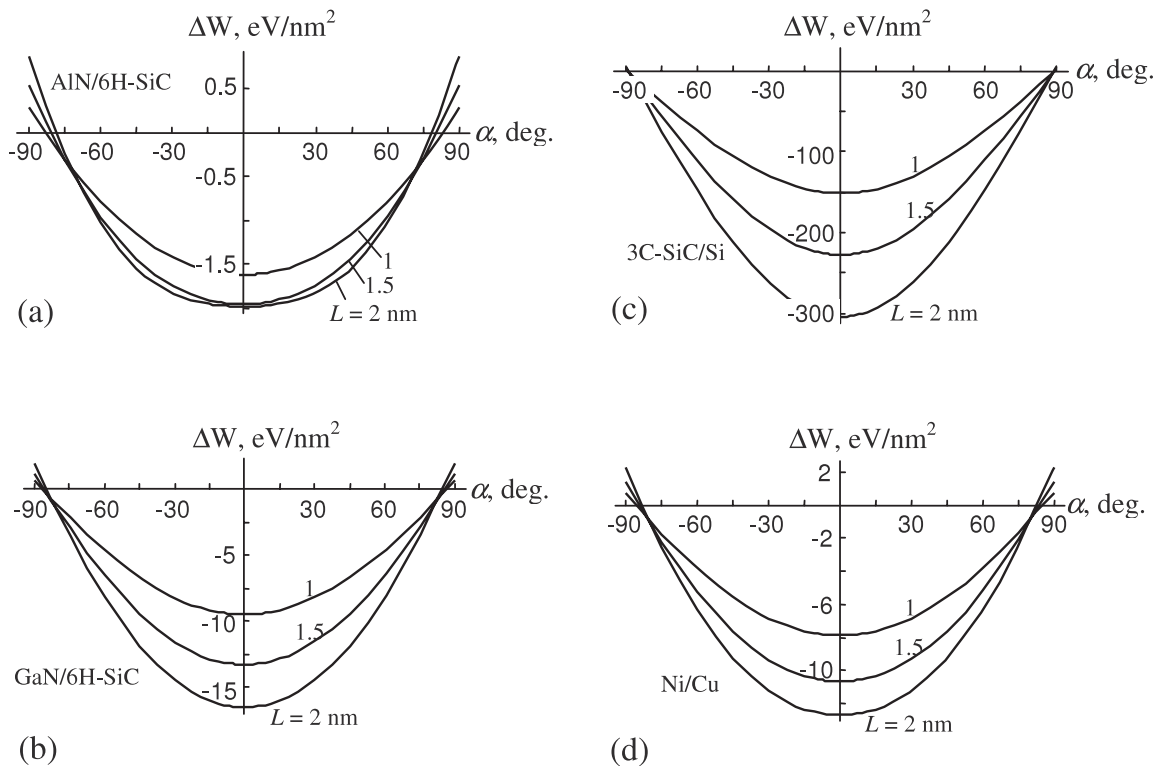 ΔW, eV/nm²
AlN/6H-SiC
0.5
α, deg.
-90 -60 30 60 90
-0.5
-1.5
1
1.5
L = 2 nm
(a)
ΔW, eV/nm²
α, deg.
-90 -60 -30 30 60 90
-100
1
1.5
-200
3C-SiC/Si
-300
L = 2 nm
(c)
ΔW, eV/nm²
α, deg.
-90 -60 -30 30 60 90
-5
1
-10
1.5
GaN/6H-SiC
-15
L = 2 nm
(b)
ΔW, eV/nm²
2
α, deg.
-90 -60 -30 30 60 90
-2
-6
1
1.5
-10
Ni/Cu
L = 2 nm
(d)